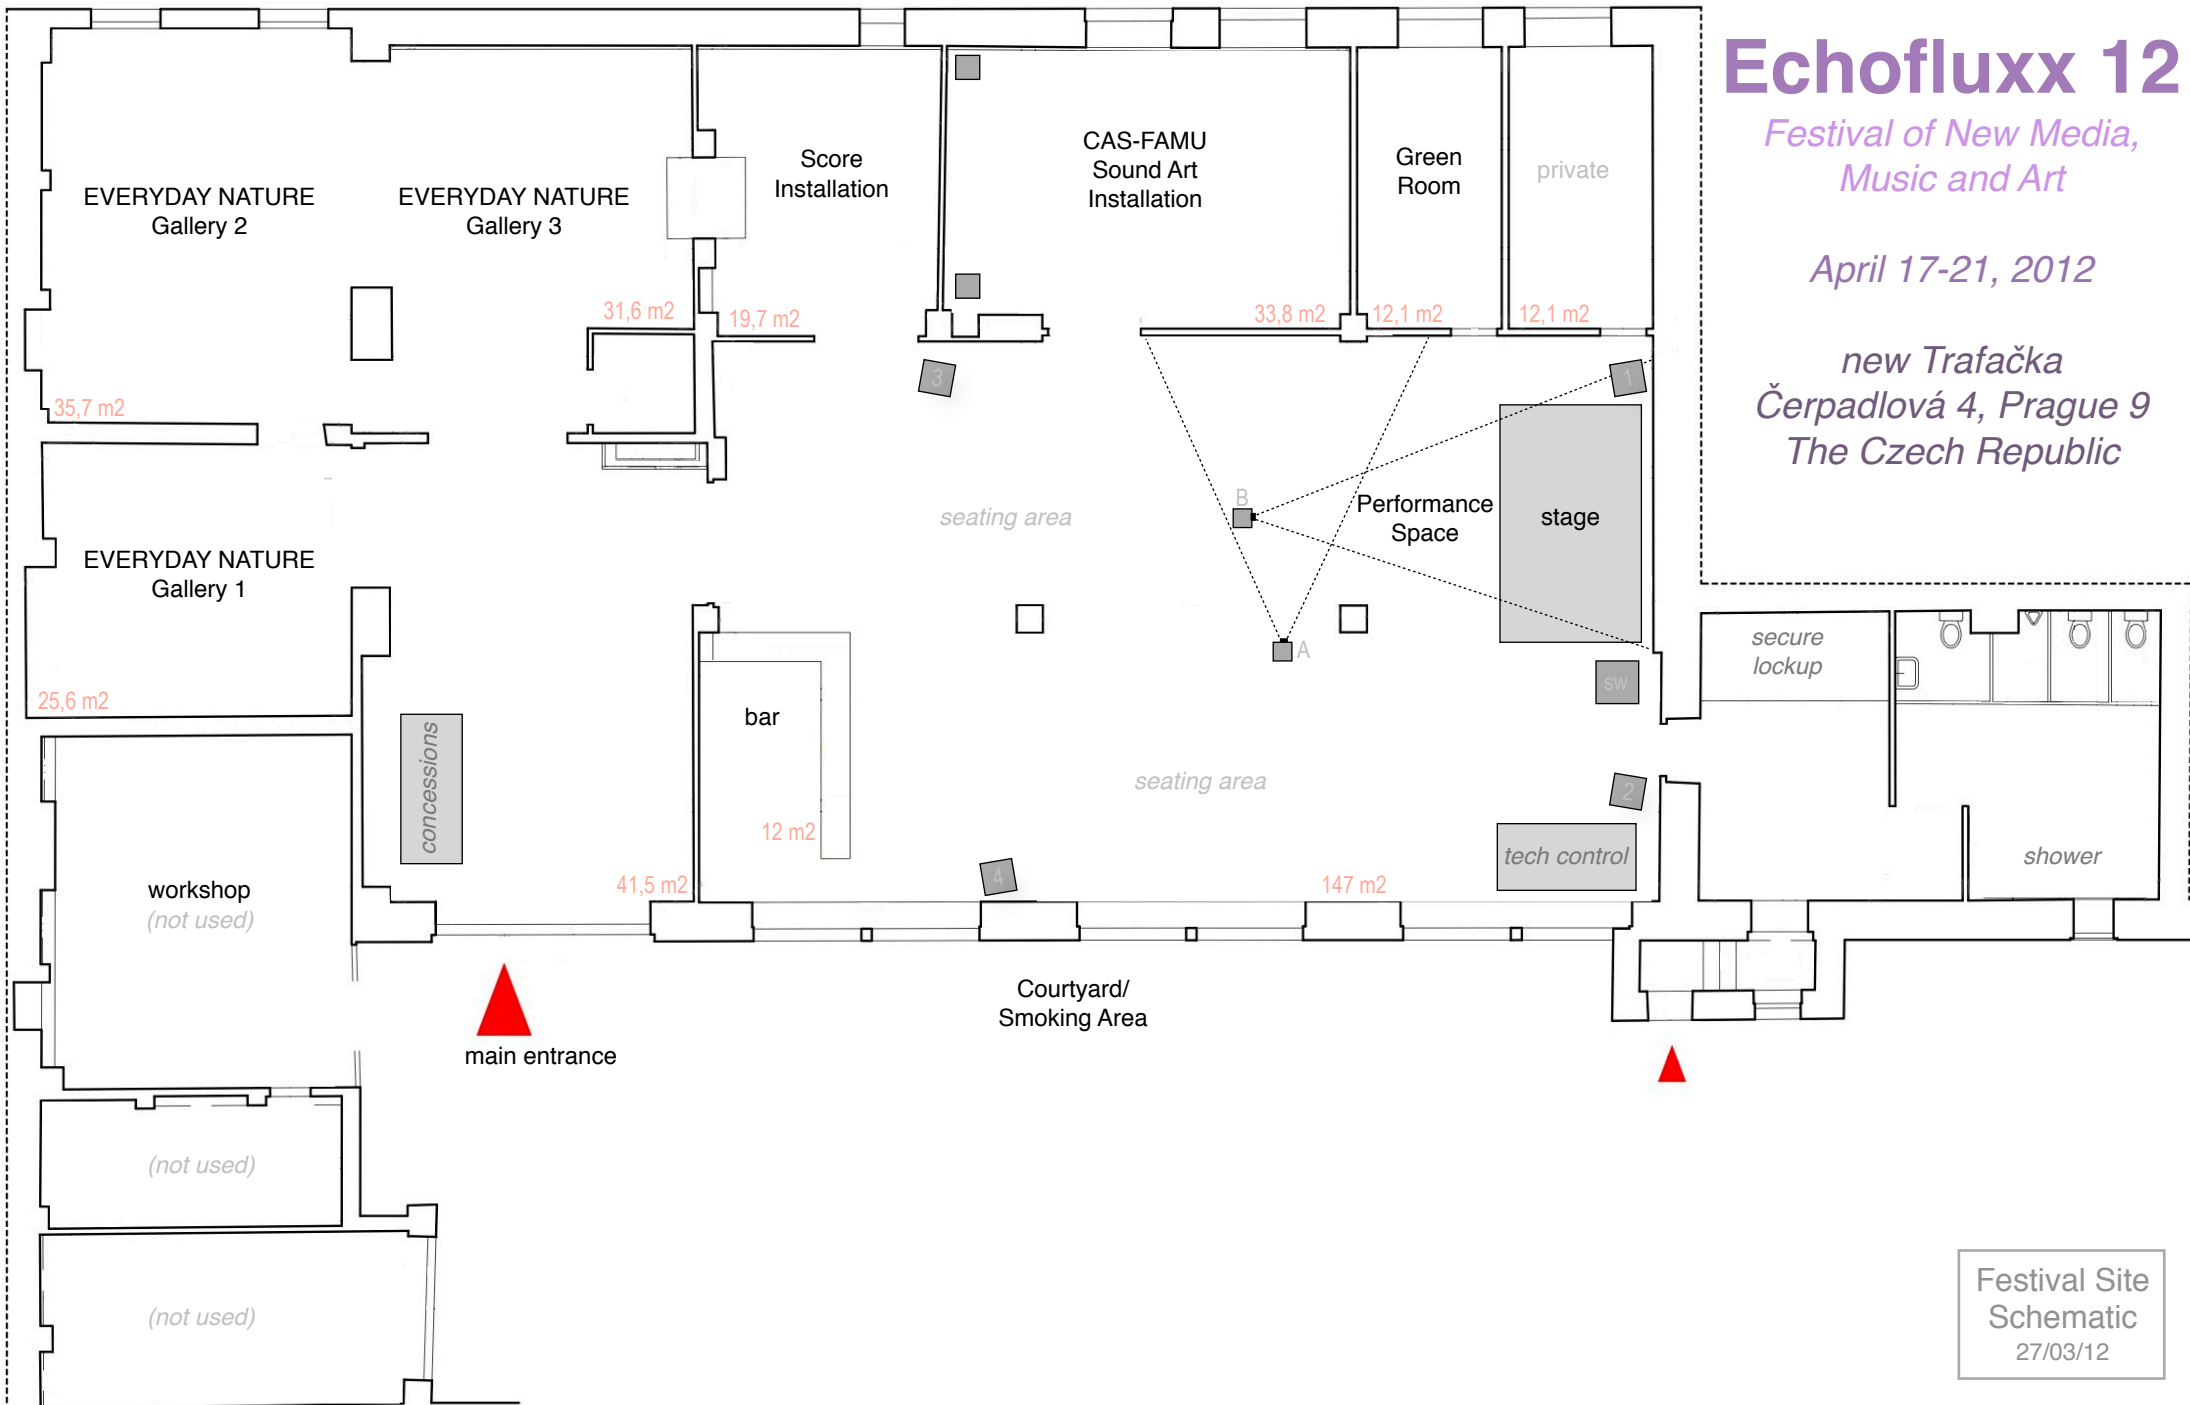 Echofluxx 12
Festival of New Media,
Music and Art
April 17-21, 2012
new Trafačka
Čerpadlová 4, Prague 9
The Czech Republic
EVERYDAY NATURE
Gallery 2
35,7 m2
EVERYDAY NATURE
Gallery 3
31,6 m2
Score
Installation
19,7 m2
CAS-FAMU
Sound Art
Installation
33,8 m2
Green
Room
12,1 m2
private
12,1 m2
3
1
seating area
B
Performance
Space
stage
EVERYDAY NATURE
Gallery 1
25,6 m2
A
sw
secure
lockup
bar
12 m2
concessions
41,5 m2
seating area
2
tech control
4
147 m2
shower
workshop
(not used)
main entrance
Courtyard/
Smoking Area
(not used)
(not used)
Festival Site
Schematic
27/03/12